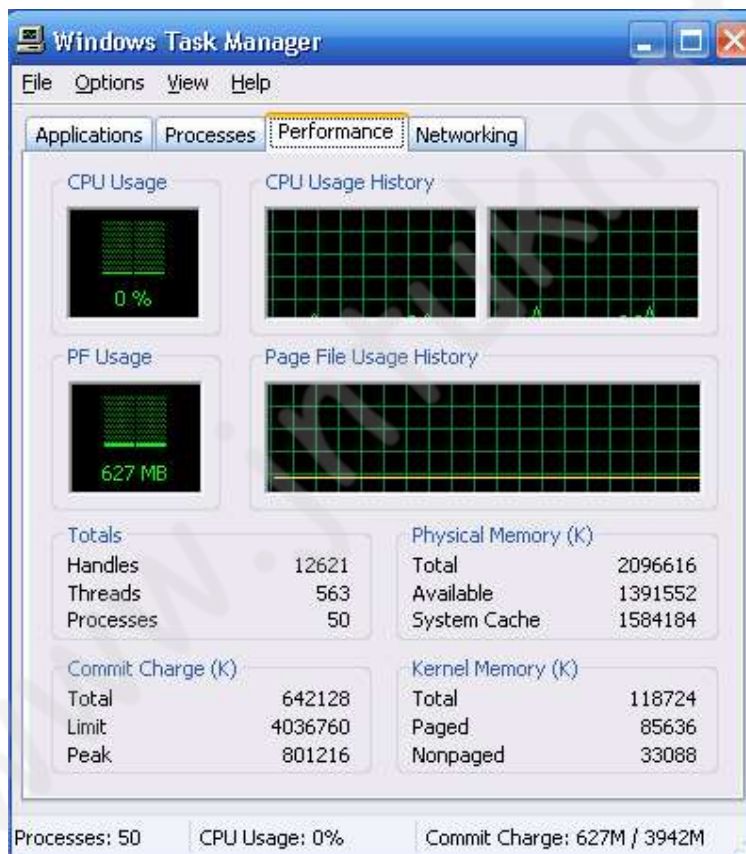 Windows Task Manager
File Options View Help
Applications Processes Performance Networking
CPU Usage CPU Usage History
0 %
PF Usage Page File Usage History
627 MB
Totals Physical Memory (K)
Handles 12621 Total 2096616
Threads 563 Available 1391552
Processes 50 System Cache 1584184
Commit Charge (K) Kernel Memory (K)
Total 642128 Total 118724
Limit 4036760 Paged 85636
Peak 801216 Nonpaged 33088
Processes: 50 CPU Usage: 0% Commit Charge: 627M / 3942M
www.jntukno